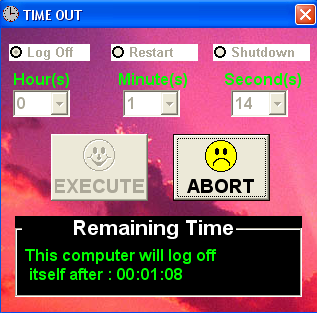 TIME OUT
Log Off Restart Shutdown
Hour(s) Minute(s) Second(s)
0 1 14
EXECUTE ABORT
Remaining Time
This computer will log off
itself after : 00:01:08